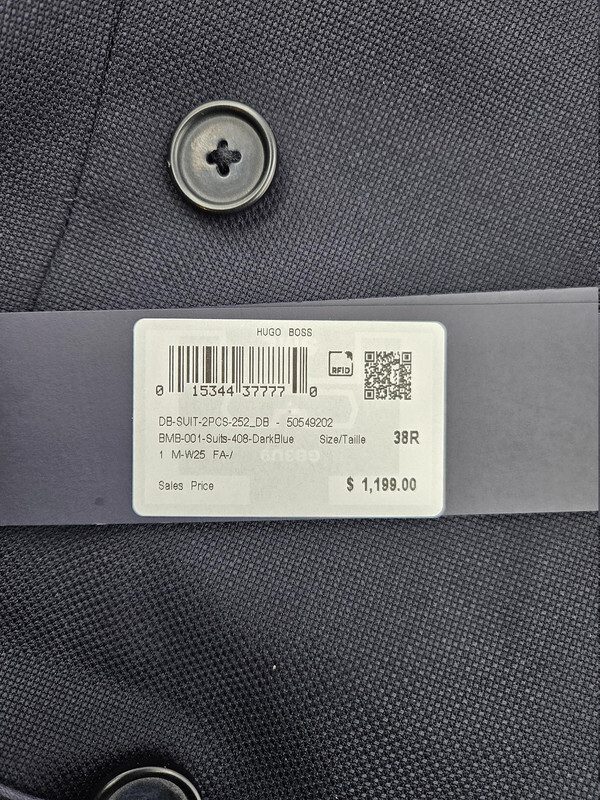 HUGO BOSS
RFID
0 15344 37777 0
DB-SUIT-2PCS-252_DB - 50549202
BMB-001-Suits-408-DarkBlue Size/Taille 38R
1 M-W25 FA-/
Sales Price $ 1,199.00